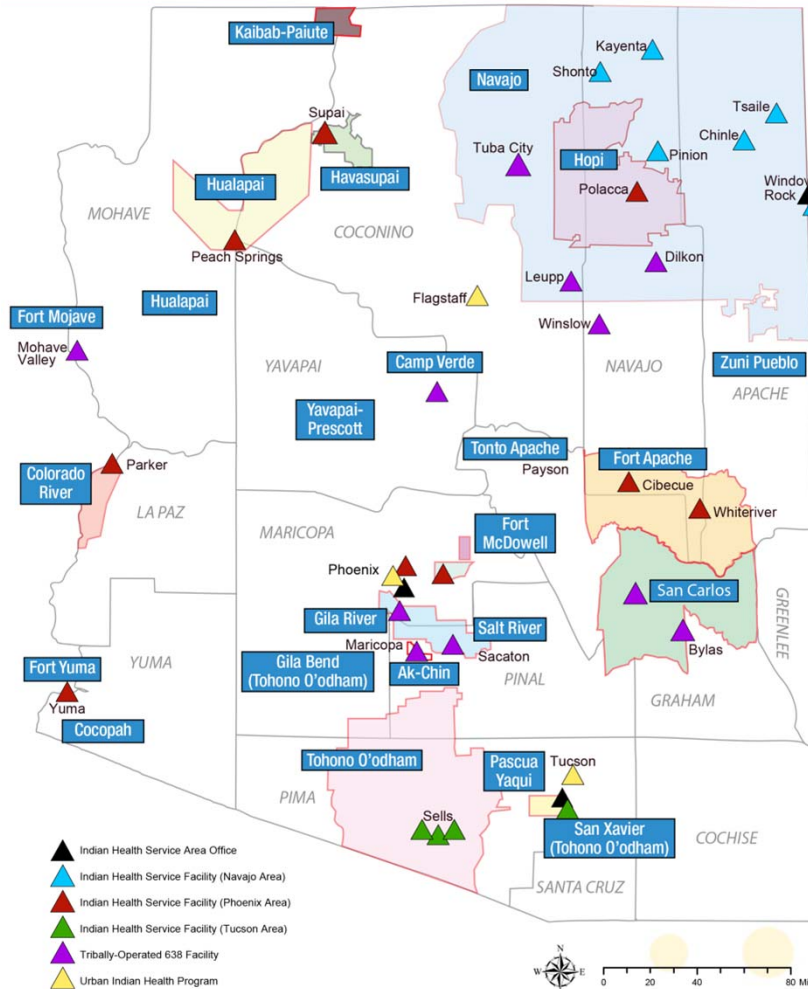 Kaibab-Paiute
Kayenta
Shonto
Navajo
Tsaile
Supai
Chinle
Tuba City
Pinion
Hopi
Hualapai
Havasupai
Polacca
Window
Rock
MOHAVE
COCONINO
Peach Springs
Dilkon
Leupp
Hualapai
Flagstaff
Fort Mojave
Winslow
Mohave
Valley
YAVAPAI
Camp Verde
NAVAJO
Zuni Pueblo
APACHE
Yavapai-
Prescott
Tonto Apache
Payson
Fort Apache
Parker
Cibecue
Colorado
River
LA PAZ
Whiteriver
MARICOPA
Fort
McDowell
Phoenix
San Carlos
GREENLEE
Gila River
Salt River
Maricopa
Sacaton
Bylas
YUMA
Gila Bend
(Tohono O'odham)
Ak-Chin
PINAL
Fort Yuma
Yuma
GRAHAM
Cocopah
Tohono O'odham
Pascua
Yaqui
Tucson
PIMA
Sells
San Xavier
(Tohono O'odham)
COCHISE
SANTA CRUZ
Indian Health Service Area Office
Indian Health Service Facility (Navajo Area)
Indian Health Service Facility (Phoenix Area)
Indian Health Service Facility (Tucson Area)
Tribally-Operated 638 Facility
Urban Indian Health Program
N
W E
S
0 20 40 80 Mi